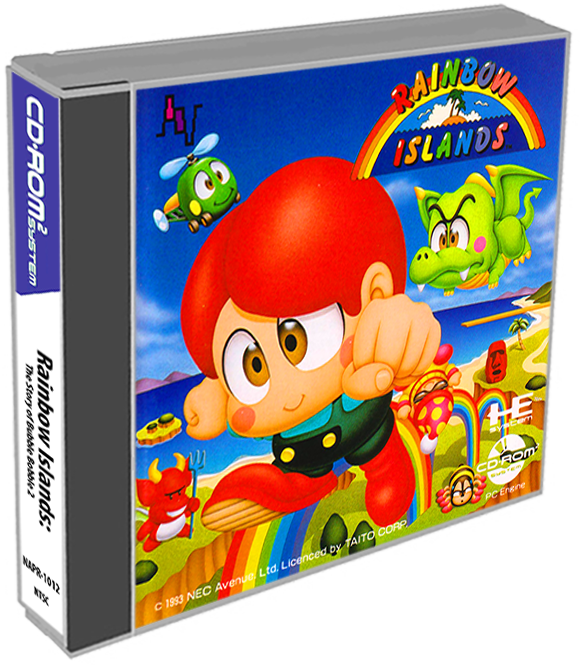 CD·ROM² SYSTEM
Rainbow Islands·
The Story of Bubble Bobble 2
NAPR-1012
NTSC
RAINBOW
ISLANDS™
HE
SYSTEM
CD·ROM²
SYSTEM
PC Engine
© 1993 NEC Avenue, Ltd. Licenced by TAITO CORP.